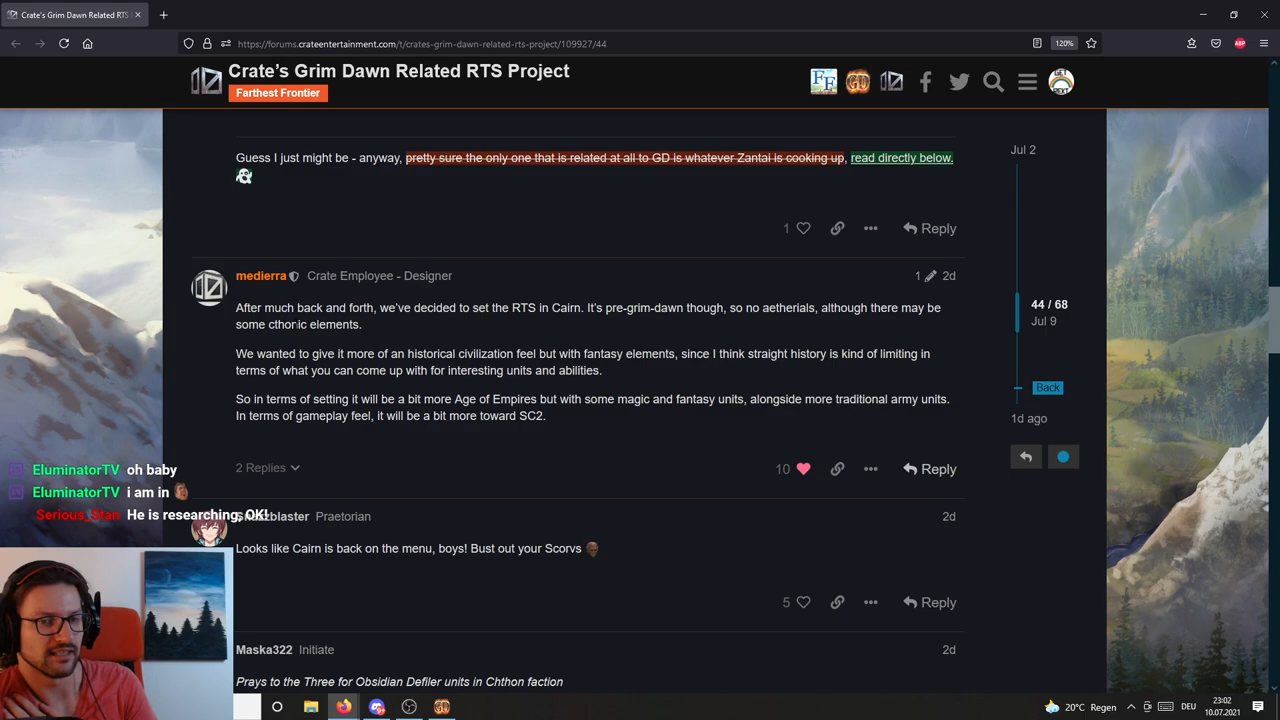 Crate's Grim Dawn Related RTS
https://forums.crateentertainment.com/t/crates-grim-dawn-related-rts-project/109927/44
120%
ABP
Crate's Grim Dawn Related RTS Project
Farthest Frontier
FF
GD
Guess I just might be - anyway, pretty sure the only one that is related at all to GD is whatever Zantai is cooking up, read directly below.
1
Reply
Jul 2
medierra
Crate Employee - Designer
1
2d
After much back and forth, we've decided to set the RTS in Cairn. It's pre-grim-dawn though, so no aetherials, although there may be
some cthonic elements.
We wanted to give it more of an historical civilization feel but with fantasy elements, since I think straight history is kind of limiting in
terms of what you can come up with for interesting units and abilities.
So in terms of setting it will be a bit more Age of Empires but with some magic and fantasy units, alongside more traditional army units.
In terms of gameplay feel, it will be a bit more toward SC2.
2 Replies
10
Reply
44 / 68
Jul 9
Back
1d ago
EluminatorTV oh baby
EluminatorTV i am in
Serious_Stan He is researching, OK!
Praetorian
2d
Looks like Cairn is back on the menu, boys! Bust out your Scorvs
5
Reply
Maska322 Initiate
2d
Prays to the Three for Obsidian Defiler units in Chthon faction
20°C Regen
DEU
23:02
10.07.2021